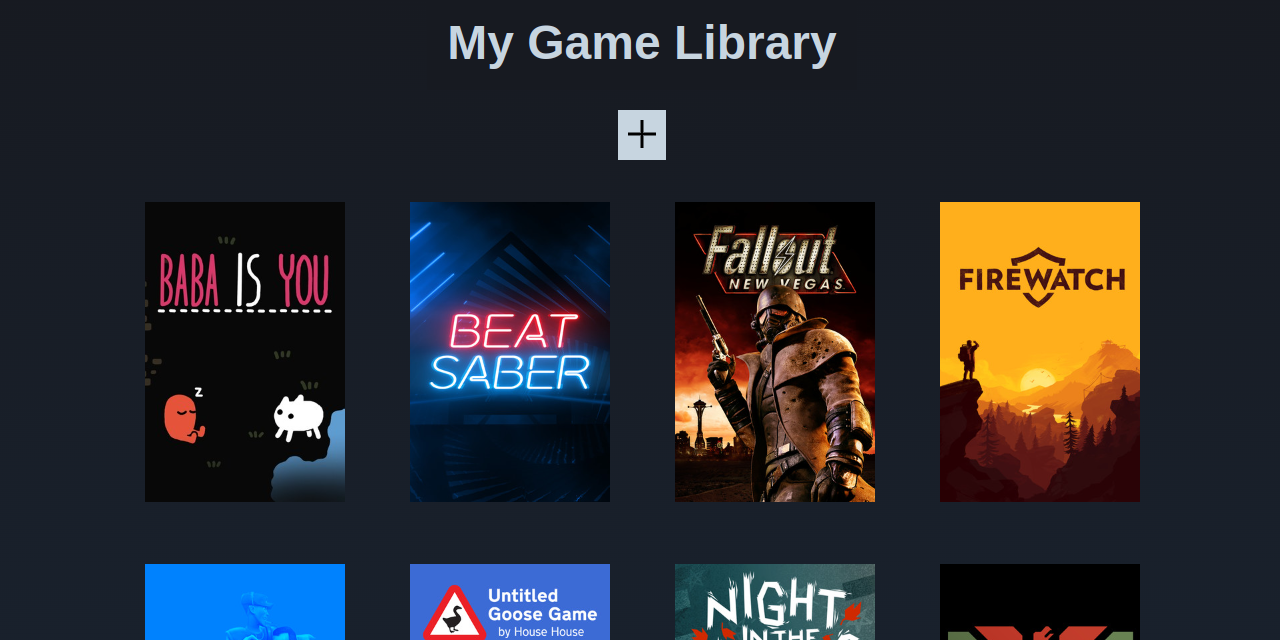 My Game Library
BABA IS YOU
z
BEAT
SABER
Fallout
NEW VEGAS
FIREWATCH
Untitled
Goose Game
by House House
NIGHT
IN THE